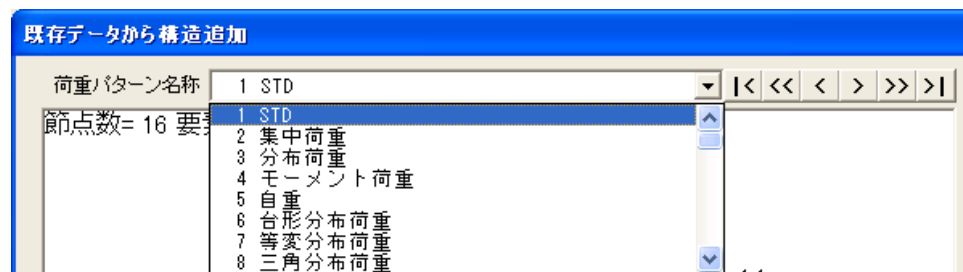 既存データから構造追加
荷重パターン名称 1 STD |< << < > >> >|
節点数= 16 要
1 STD
2 集中荷重
3 分布荷重
4 モーメント荷重
5 自重
6 台形分布荷重
7 等変分布荷重
8 三角分布荷重